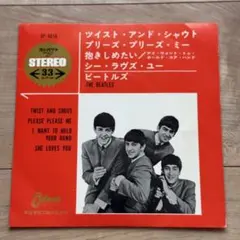 STEREO
33
ツイスト・アンド・シャウト
プリーズ・プリーズ・ミー
抱きしめたい/
シー・ラヴズ・ユー
ビートルズ
THE BEATLES
TWIST AND SHOUT
PLEASE PLEASE ME
I WANT TO HOLD
YOUR HAND
SHE LOVES YOU
Odeon